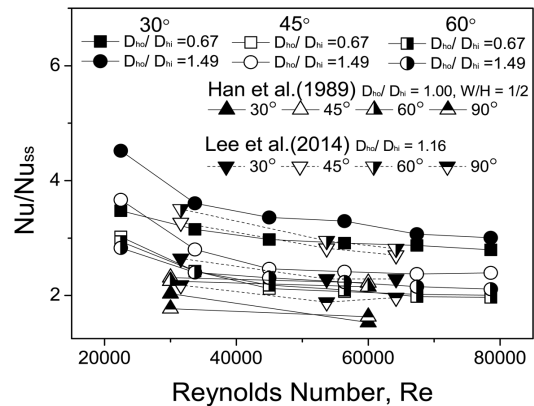 30° 45° 60°
Dho/ Dhi =0.67 Dho/ Dhi =0.67 Dho/ Dhi =0.67
Dho/ Dhi =1.49 Dho/ Dhi =1.49 Dho/ Dhi =1.49
Han et al.(1989) Dho/ Dhi = 1.00, W/H = 1/2
30° 45° 60° 90°
Lee et al.(2014) Dho/ Dhi = 1.16
30° 45° 60° 90°
6
4
2
Nu/Nuss
20000 40000 60000 80000
Reynolds Number, Re